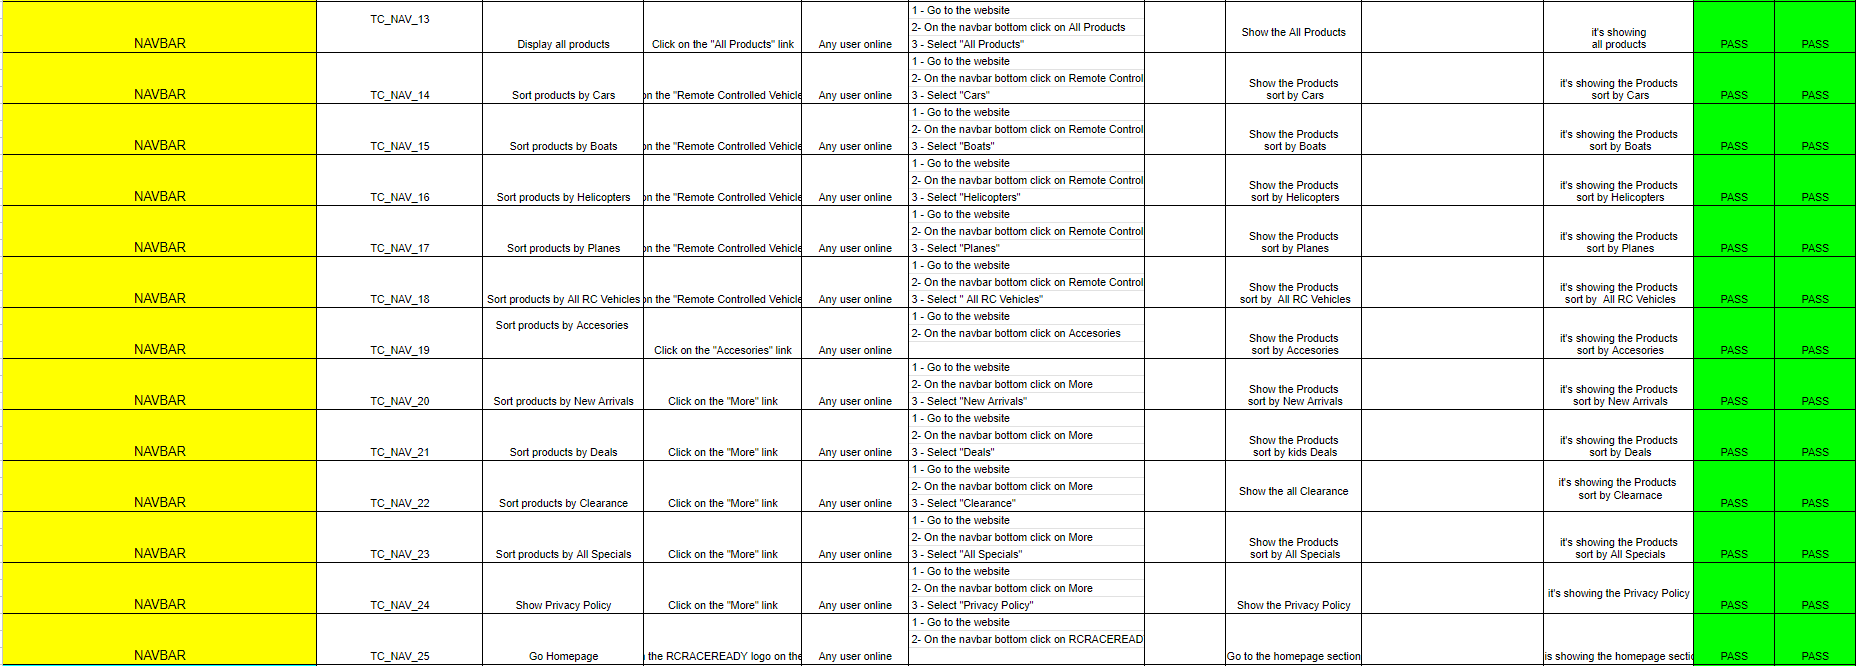 NAVBAR
TC_NAV_13
Display all products
Click on the "All Products" link
Any user online
1 - Go to the website
2- On the navbar bottom click on All Products
3 - Select "All Products"
Show the All Products
it's showing
all products
PASS
PASS
NAVBAR
TC_NAV_14
Sort products by Cars
on the "Remote Controlled Vehicle
Any user online
1 - Go to the website
2- On the navbar bottom click on Remote Control
3 - Select "Cars"
Show the Products
sort by Cars
it's showing the Products
sort by Cars
PASS
PASS
NAVBAR
TC_NAV_15
Sort products by Boats
on the "Remote Controlled Vehicle
Any user online
1 - Go to the website
2- On the navbar bottom click on Remote Control
3 - Select "Boats"
Show the Products
sort by Boats
it's showing the Products
sort by Boats
PASS
PASS
NAVBAR
TC_NAV_16
Sort products by Helicopters
on the "Remote Controlled Vehicle
Any user online
1 - Go to the website
2- On the navbar bottom click on Remote Control
3 - Select "Helicopters"
Show the Products
sort by Helicopters
it's showing the Products
sort by Helicopters
PASS
PASS
NAVBAR
TC_NAV_17
Sort products by Planes
on the "Remote Controlled Vehicle
Any user online
1 - Go to the website
2- On the navbar bottom click on Remote Control
3 - Select "Planes"
Show the Products
sort by Planes
it's showing the Products
sort by Planes
PASS
PASS
NAVBAR
TC_NAV_18
Sort products by All RC Vehicles
on the "Remote Controlled Vehicle
Any user online
1 - Go to the website
2- On the navbar bottom click on Remote Control
3 - Select " All RC Vehicles"
Show the Products
sort by  All RC Vehicles
it's showing the Products
sort by  All RC Vehicles
PASS
PASS
NAVBAR
TC_NAV_19
Sort products by Accesories
Click on the "Accesories" link
Any user online
1 - Go to the website
2- On the navbar bottom click on Accesories
Show the Products
sort by Accesories
it's showing the Products
sort by Accesories
PASS
PASS
NAVBAR
TC_NAV_20
Sort products by New Arrivals
Click on the "More" link
Any user online
1 - Go to the website
2- On the navbar bottom click on More
3 - Select "New Arrivals"
Show the Products
sort by New Arrivals
it's showing the Products
sort by New Arrivals
PASS
PASS
NAVBAR
TC_NAV_21
Sort products by Deals
Click on the "More" link
Any user online
1 - Go to the website
2- On the navbar bottom click on More
3 - Select "Deals"
Show the Products
sort by kids Deals
it's showing the Products
sort by Deals
PASS
PASS
NAVBAR
TC_NAV_22
Sort products by Clearance
Click on the "More" link
Any user online
1 - Go to the website
2- On the navbar bottom click on More
3 - Select "Clearance"
Show the all Clearance
it's showing the Products
sort by Clearnace
PASS
PASS
NAVBAR
TC_NAV_23
Sort products by All Specials
Click on the "More" link
Any user online
1 - Go to the website
2- On the navbar bottom click on More
3 - Select "All Specials"
Show the Products
sort by All Specials
it's showing the Products
sort by All Specials
PASS
PASS
NAVBAR
TC_NAV_24
Show Privacy Policy
Click on the "More" link
Any user online
1 - Go to the website
2- On the navbar bottom click on More
3 - Select "Privacy Policy"
Show the Privacy Policy
it's showing the Privacy Policy
PASS
PASS
NAVBAR
TC_NAV_25
Go Homepage
the RCRACEREADY logo on the
Any user online
1 - Go to the website
2- On the navbar bottom click on RCRACEREAD
Go to the homepage section
is showing the homepage sectio
PASS
PASS